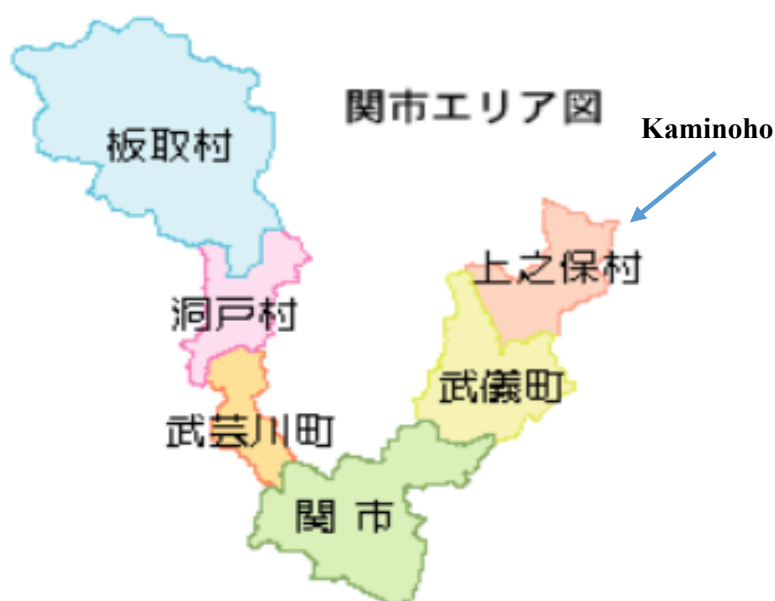 関市エリア図
Kaminoho
板取村
上之保村
洞戸村
武儀町
武芸川町
関市